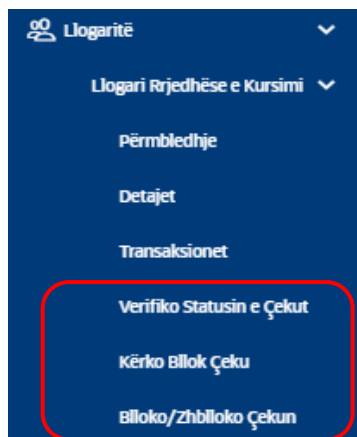 Llogaritë
Llogari Rrjedhëse e Kursimi
Përmbledhje
Detajet
Transaksionet
Verifiko Statusin e Çekut
Kërko Bllok Çeku
Blloko/Zhblloko Çekun